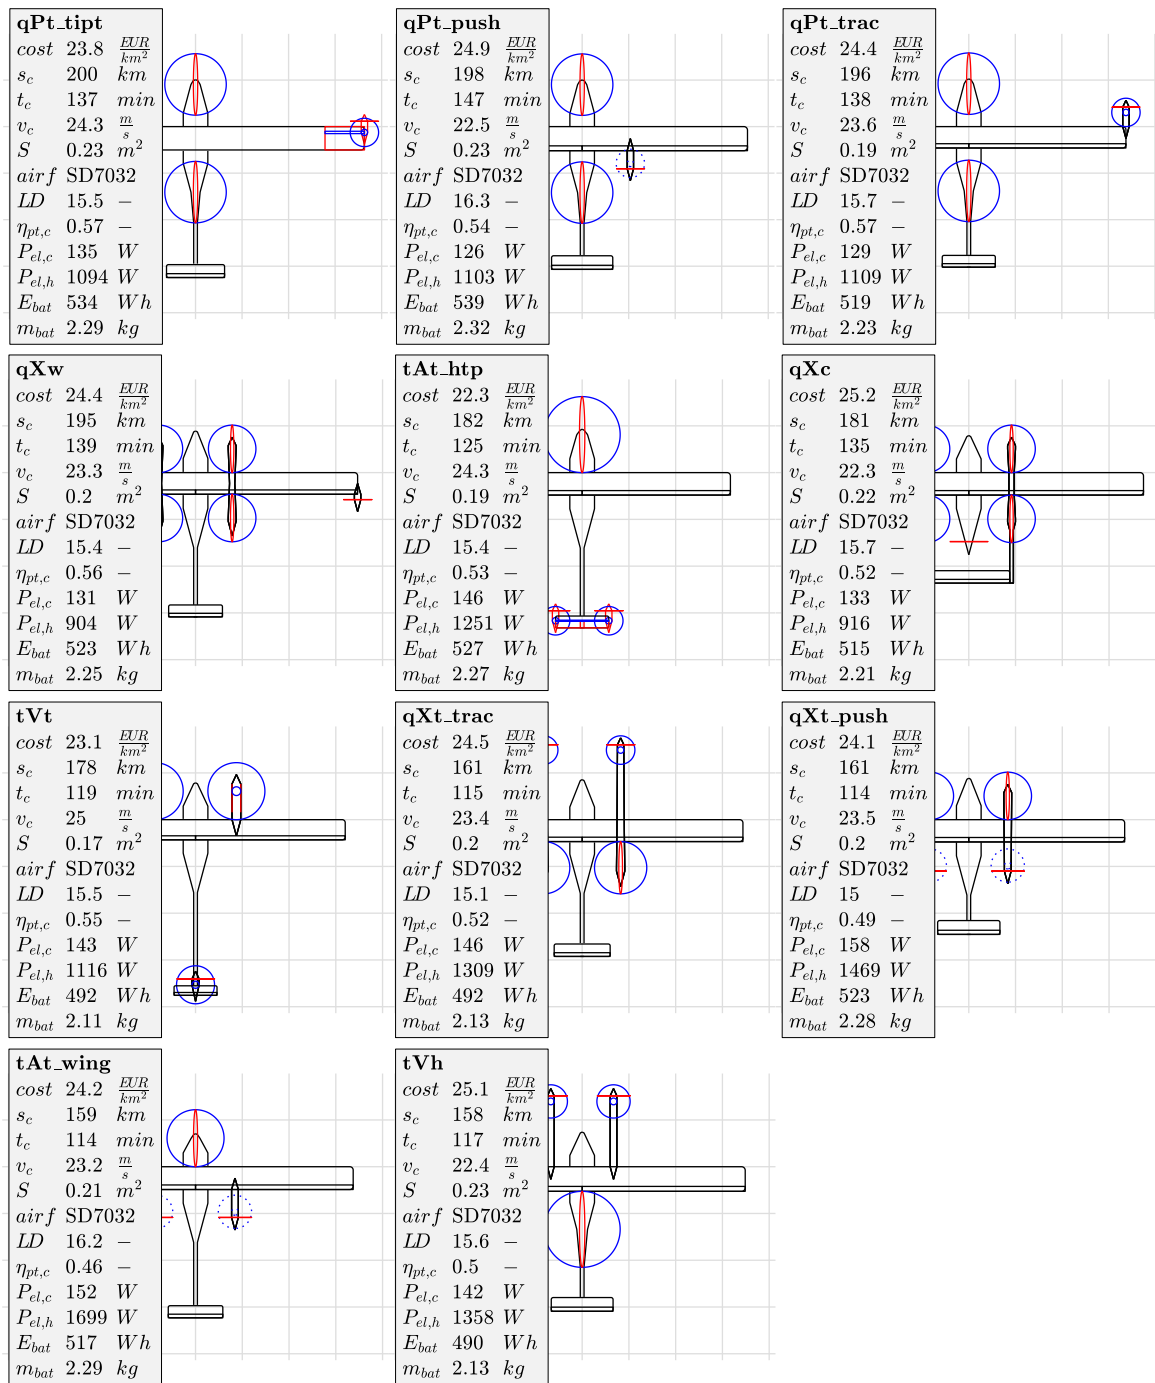 qPt_tipt
cost 23.8 EUR/km²
s_c 200 km
t_c 137 min
v_c 24.3 m/s
S 0.23 m²
airf SD7032
LD 15.5 −
η_pt,c 0.57 −
P_el,c 135 W
P_el,h 1094 W
E_bat 534 Wh
m_bat 2.29 kg
qPt_push
cost 24.9 EUR/km²
s_c 198 km
t_c 147 min
v_c 22.5 m/s
S 0.23 m²
airf SD7032
LD 16.3 −
η_pt,c 0.54 −
P_el,c 126 W
P_el,h 1103 W
E_bat 539 Wh
m_bat 2.32 kg
qPt_trac
cost 24.4 EUR/km²
s_c 196 km
t_c 138 min
v_c 23.6 m/s
S 0.19 m²
airf SD7032
LD 15.7 −
η_pt,c 0.57 −
P_el,c 129 W
P_el,h 1109 W
E_bat 519 Wh
m_bat 2.23 kg
qXw
cost 24.4 EUR/km²
s_c 195 km
t_c 139 min
v_c 23.3 m/s
S 0.2 m²
airf SD7032
LD 15.4 −
η_pt,c 0.56 −
P_el,c 131 W
P_el,h 904 W
E_bat 523 Wh
m_bat 2.25 kg
tAt_htp
cost 22.3 EUR/km²
s_c 182 km
t_c 125 min
v_c 24.3 m/s
S 0.19 m²
airf SD7032
LD 15.4 −
η_pt,c 0.53 −
P_el,c 146 W
P_el,h 1251 W
E_bat 527 Wh
m_bat 2.27 kg
qXc
cost 25.2 EUR/km²
s_c 181 km
t_c 135 min
v_c 22.3 m/s
S 0.22 m²
airf SD7032
LD 15.7 −
η_pt,c 0.52 −
P_el,c 133 W
P_el,h 916 W
E_bat 515 Wh
m_bat 2.21 kg
tVt
cost 23.1 EUR/km²
s_c 178 km
t_c 119 min
v_c 25 m/s
S 0.17 m²
airf SD7032
LD 15.5 −
η_pt,c 0.55 −
P_el,c 143 W
P_el,h 1116 W
E_bat 492 Wh
m_bat 2.11 kg
qXt_trac
cost 24.5 EUR/km²
s_c 161 km
t_c 115 min
v_c 23.4 m/s
S 0.2 m²
airf SD7032
LD 15.1 −
η_pt,c 0.52 −
P_el,c 146 W
P_el,h 1309 W
E_bat 492 Wh
m_bat 2.13 kg
qXt_push
cost 24.1 EUR/km²
s_c 161 km
t_c 114 min
v_c 23.5 m/s
S 0.2 m²
airf SD7032
LD 15 −
η_pt,c 0.49 −
P_el,c 158 W
P_el,h 1469 W
E_bat 523 Wh
m_bat 2.28 kg
tAt_wing
cost 24.2 EUR/km²
s_c 159 km
t_c 114 min
v_c 23.2 m/s
S 0.21 m²
airf SD7032
LD 16.2 −
η_pt,c 0.46 −
P_el,c 152 W
P_el,h 1699 W
E_bat 517 Wh
m_bat 2.29 kg
tVh
cost 25.1 EUR/km²
s_c 158 km
t_c 117 min
v_c 22.4 m/s
S 0.23 m²
airf SD7032
LD 15.6 −
η_pt,c 0.5 −
P_el,c 142 W
P_el,h 1358 W
E_bat 490 Wh
m_bat 2.13 kg